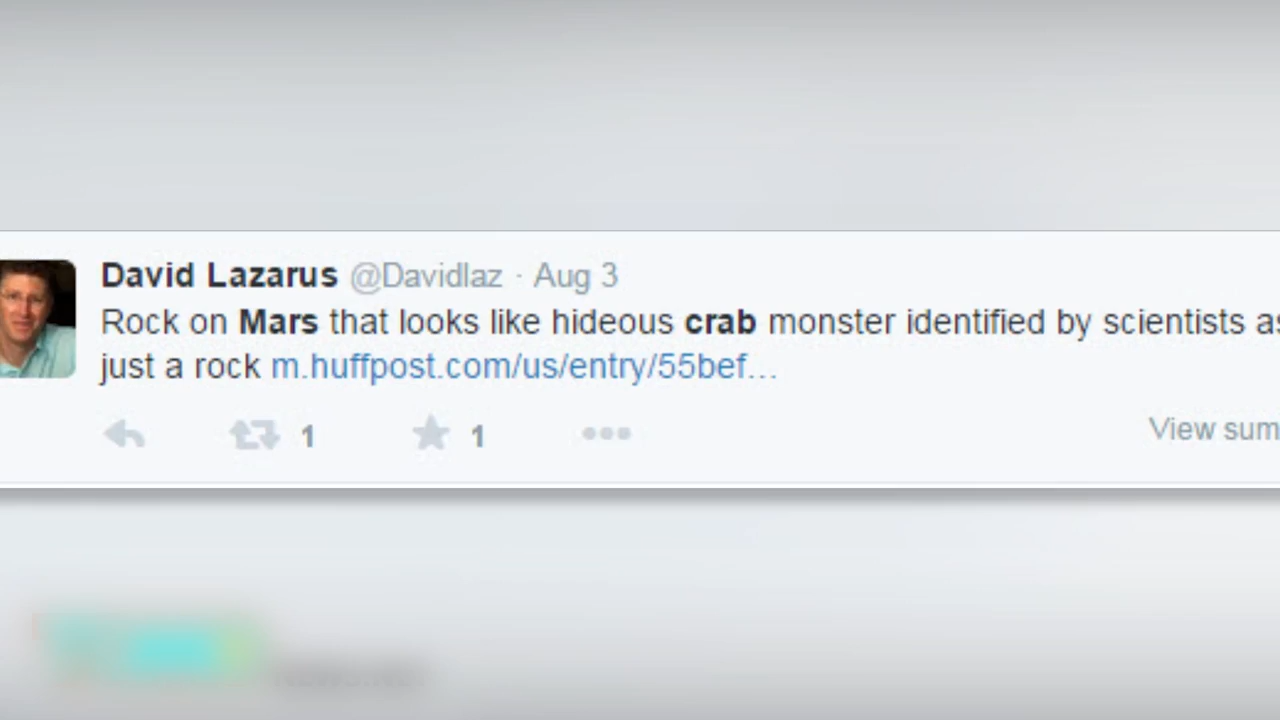 David Lazarus @Davidlaz · Aug 3
Rock on Mars that looks like hideous crab monster identified by scientists as
just a rock m.huffpost.com/us/entry/55bef...
1 1
View sum